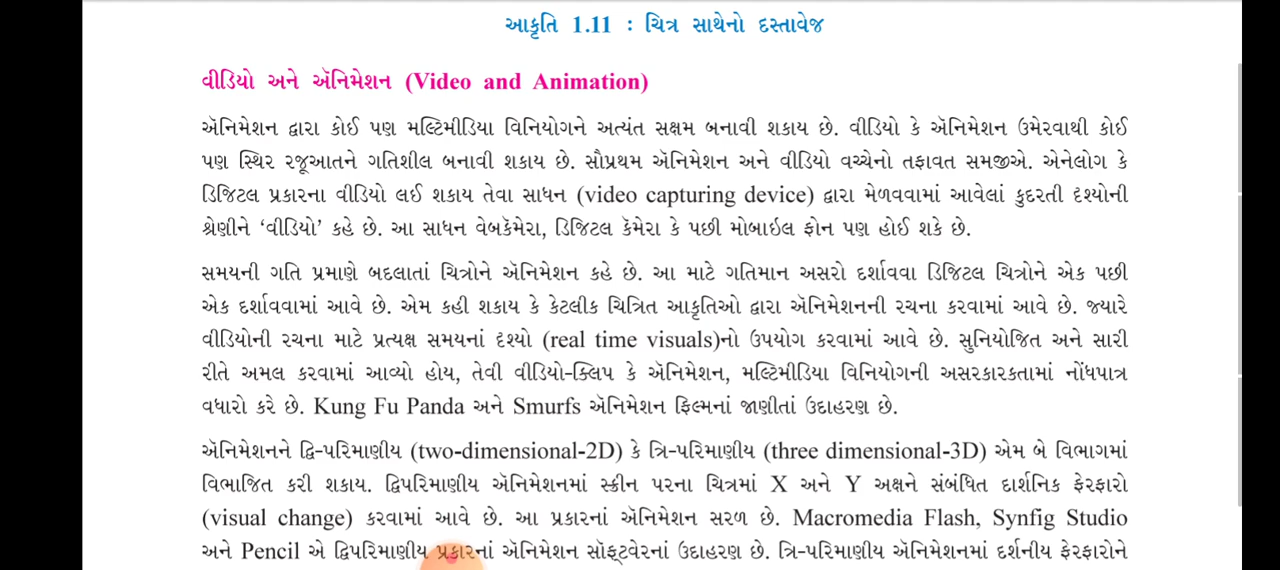 આકૃતિ 1.11 : ચિત્ર સાથેનો દસ્તાવેજ
વીડિયો અને ઍનિમેશન (Video and Animation)
ઍનિમેશન દ્વારા કોઈ પણ મલ્ટિમીડિયા વિનિયોગને અત્યંત સક્ષમ બનાવી શકાય છે. વીડિયો કે ઍનિમેશન ઉમેરવાથી કોઈ
પણ સ્થિર રજૂઆતને ગતિશીલ બનાવી શકાય છે. સૌપ્રથમ ઍનિમેશન અને વીડિયો વચ્ચેનો તફાવત સમજીએ. એનેલોગ કે
ડિજિટલ પ્રકારના વીડિયો લઈ શકાય તેવા સાધન (video capturing device) દ્વારા મેળવવામાં આવેલાં કુદરતી દૃશ્યોની
શ્રેણીને ‘વીડિયો’ કહે છે. આ સાધન વેબકૅમેરા, ડિજિટલ કૅમેરા કે પછી મોબાઇલ ફોન પણ હોઈ શકે છે.
સમયની ગતિ પ્રમાણે બદલાતાં ચિત્રોને ઍનિમેશન કહે છે. આ માટે ગતિમાન અસરો દર્શાવવા ડિજિટલ ચિત્રોને એક પછી
એક દર્શાવવામાં આવે છે. એમ કહી શકાય કે કેટલીક ચિત્રિત આકૃતિઓ દ્વારા ઍનિમેશનની રચના કરવામાં આવે છે. જ્યારે
વીડિયોની રચના માટે પ્રત્યક્ષ સમયનાં દૃશ્યો (real time visuals)નો ઉપયોગ કરવામાં આવે છે. સુનિયોજિત અને સારી
રીતે અમલ કરવામાં આવ્યો હોય, તેવી વીડિયો-ક્લિપ કે ઍનિમેશન, મલ્ટિમીડિયા વિનિયોગની અસરકારકતામાં નોંધપાત્ર
વધારો કરે છે. Kung Fu Panda અને Smurfs ઍનિમેશન ફિલ્મનાં જાણીતાં ઉદાહરણ છે.
ઍનિમેશનને દ્વિ-પરિમાણીય (two-dimensional-2D) કે ત્રિ-પરિમાણીય (three dimensional-3D) એમ બે વિભાગમાં
વિભાજિત કરી શકાય. દ્વિપરિમાણીય ઍનિમેશનમાં સ્ક્રીન પરના ચિત્રમાં X અને Y અક્ષને સંબંધિત દાર્શનિક ફેરફારો
(visual change) કરવામાં આવે છે. આ પ્રકારનાં ઍનિમેશન સરળ છે. Macromedia Flash, Synfig Studio
અને Pencil એ દ્વિપરિમાણીય પ્રકારનાં ઍનિમેશન સૉફ્ટવેરનાં ઉદાહરણ છે. ત્રિ-પરિમાણીય ઍનિમેશનમાં દર્શનીય ફેરફારોને